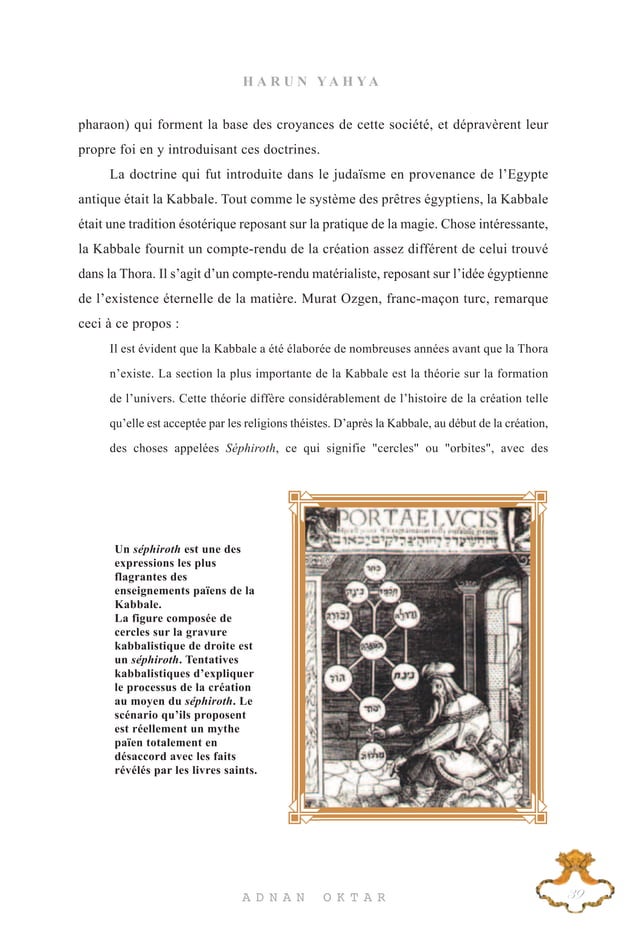 HARUN YAHYA
pharaon) qui forment la base des croyances de cette société, et dépravèrent leur
propre foi en y introduisant ces doctrines.
La doctrine qui fut introduite dans le judaïsme en provenance de l’Egypte
antique était la Kabbale. Tout comme le système des prêtres égyptiens, la Kabbale
était une tradition ésotérique reposant sur la pratique de la magie. Chose intéressante,
la Kabbale fournit un compte-rendu de la création assez différent de celui trouvé
dans la Thora. Il s’agit d’un compte-rendu matérialiste, reposant sur l’idée égyptienne
de l’existence éternelle de la matière. Murat Ozgen, franc-maçon turc, remarque
ceci à ce propos :
Il est évident que la Kabbale a été élaborée de nombreuses années avant que la Thora
n’existe. La section la plus importante de la Kabbale est la théorie sur la formation
de l’univers. Cette théorie diffère considérablement de l’histoire de la création telle
qu’elle est acceptée par les religions théistes. D’après la Kabbale, au début de la création,
des choses appelées Séphiroth, ce qui signifie "cercles" ou "orbites", avec des
Un séphiroth est une des
expressions les plus
flagrantes des
enseignements païens de la
Kabbale.
La figure composée de
cercles sur la gravure
kabbalistique de droite est
un séphiroth. Tentatives
kabbalistiques d’expliquer
le processus de la création
au moyen du séphiroth. Le
scénario qu’ils proposent
est réellement un mythe
païen totalement en
désaccord avec les faits
révélés par les livres saints.
PORTAE LVCIS
כתר
בינה
גבורה
גדולה
הוד
יסוד
ADNAN OKTAR
39